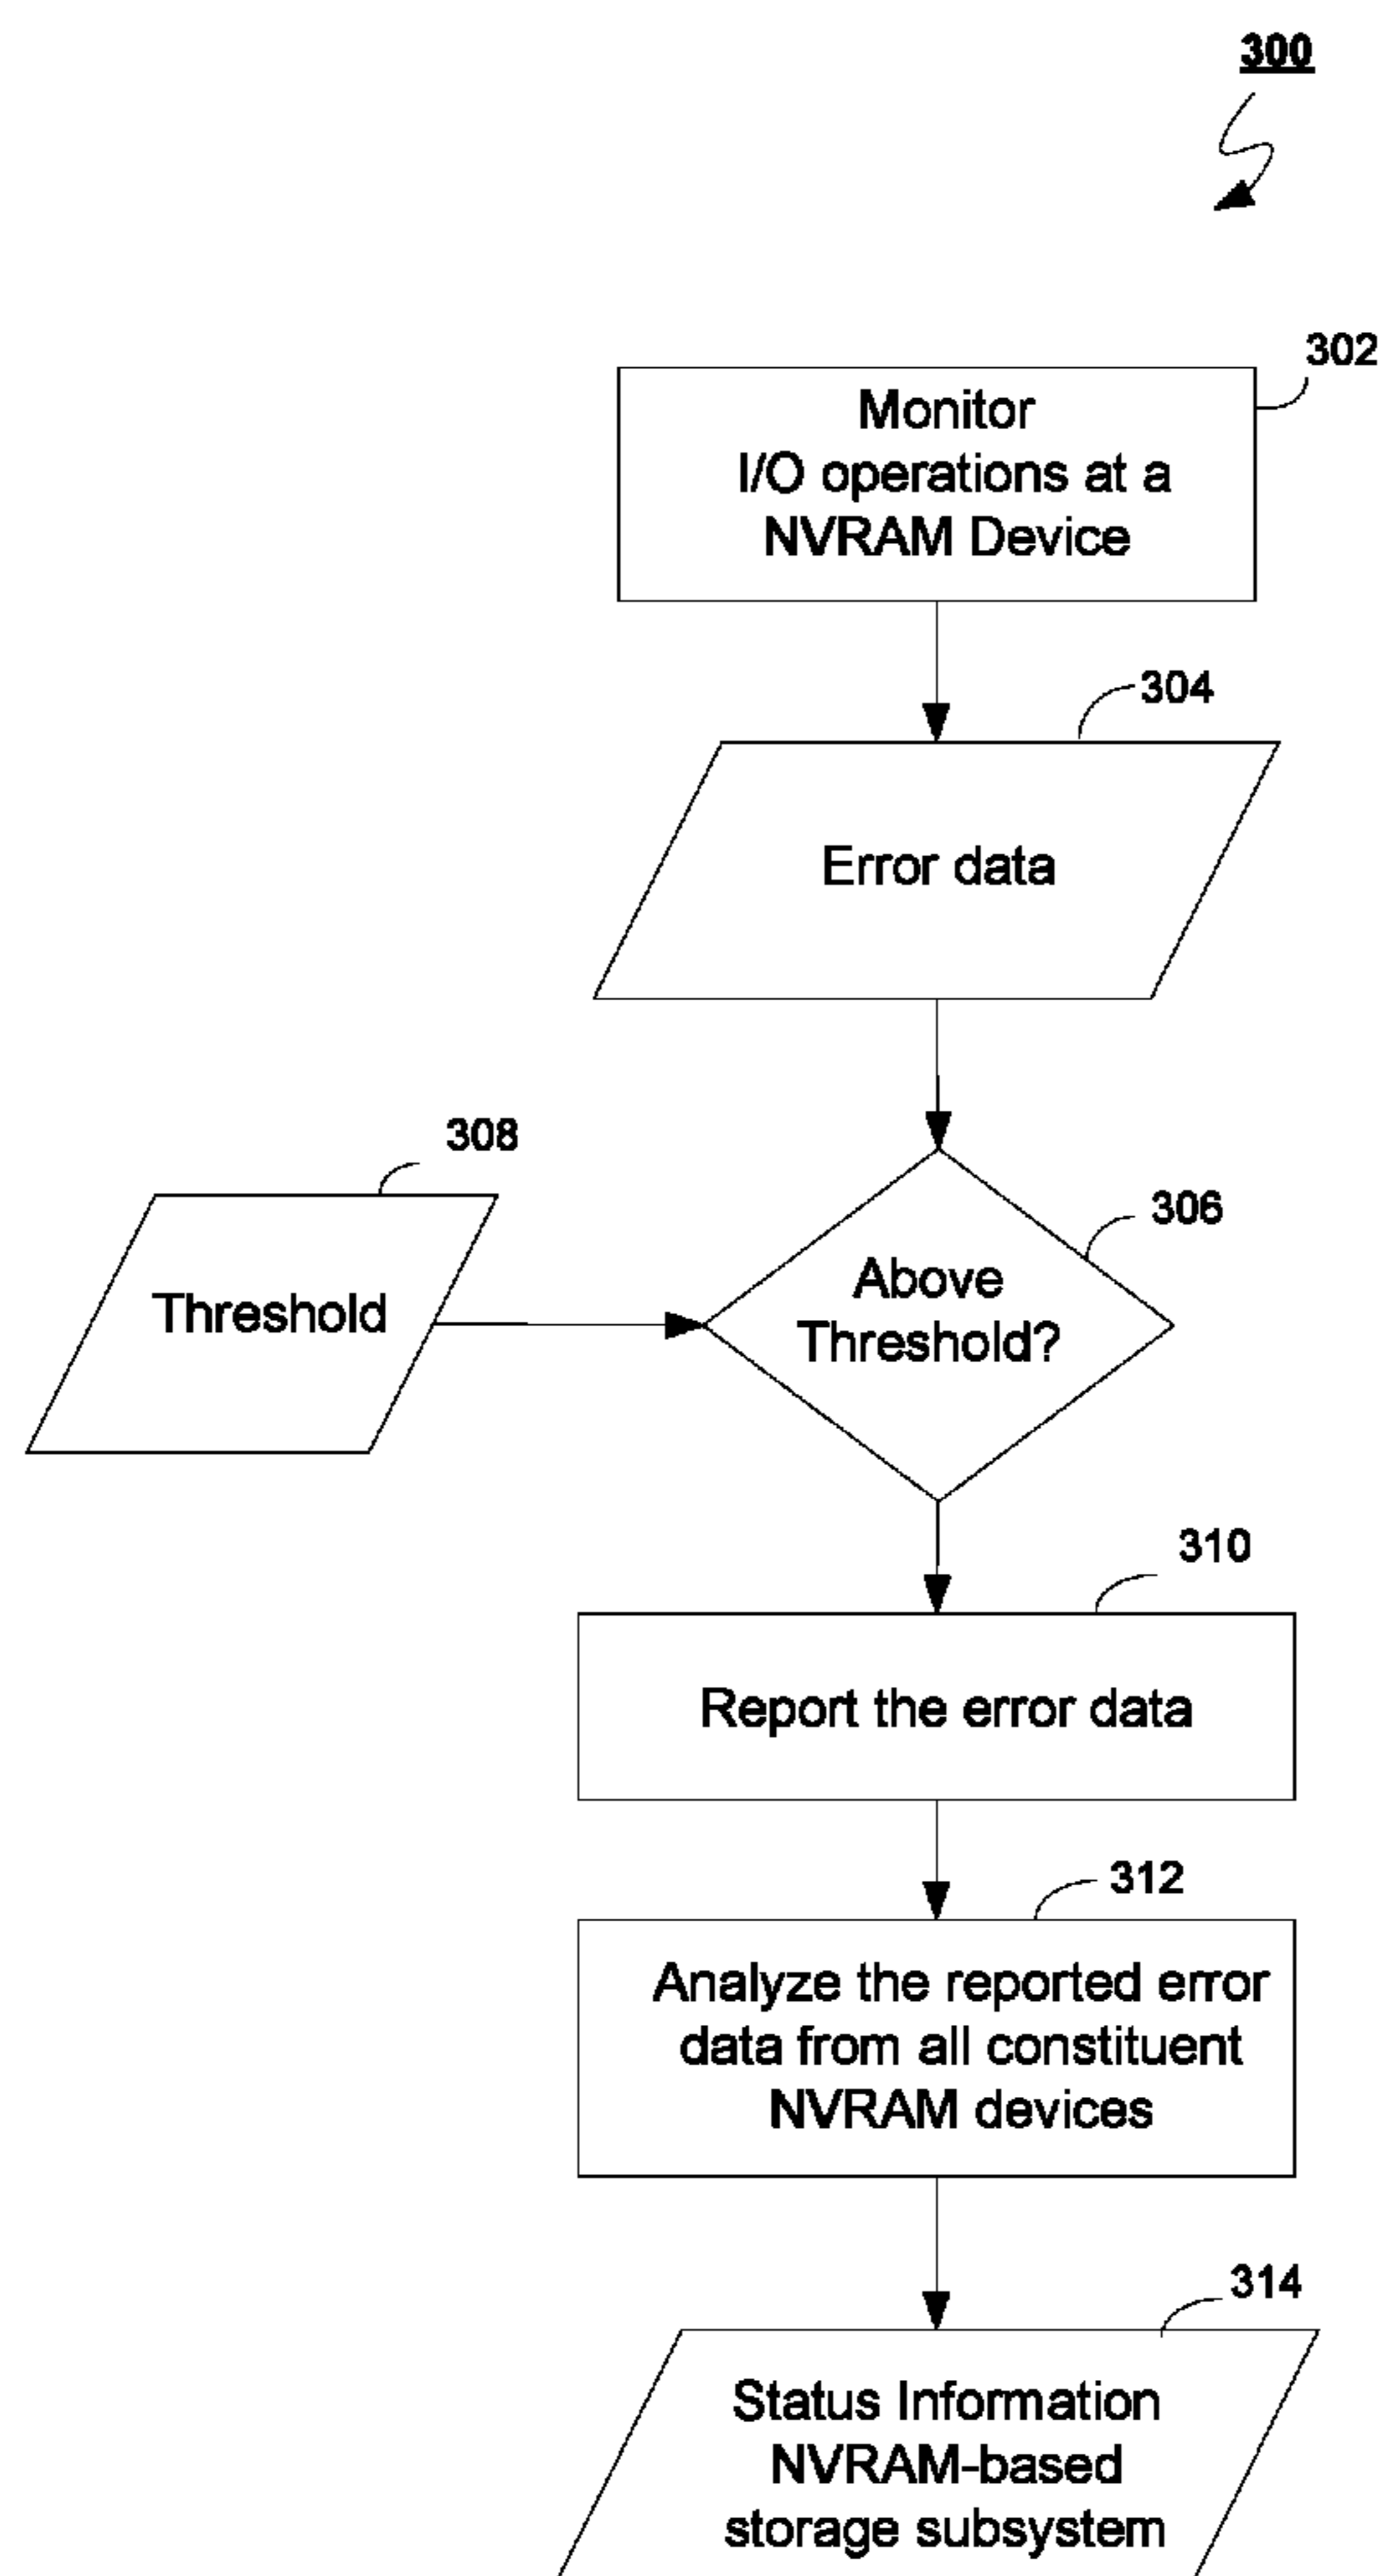 300
302
Monitor
I/O operations at a
NVRAM Device
304
Error data
308
Threshold
306
Above
Threshold?
310
Report the error data
312
Analyze the reported error
data from all constituent
NVRAM devices
314
Status Information
NVRAM-based
storage subsystem